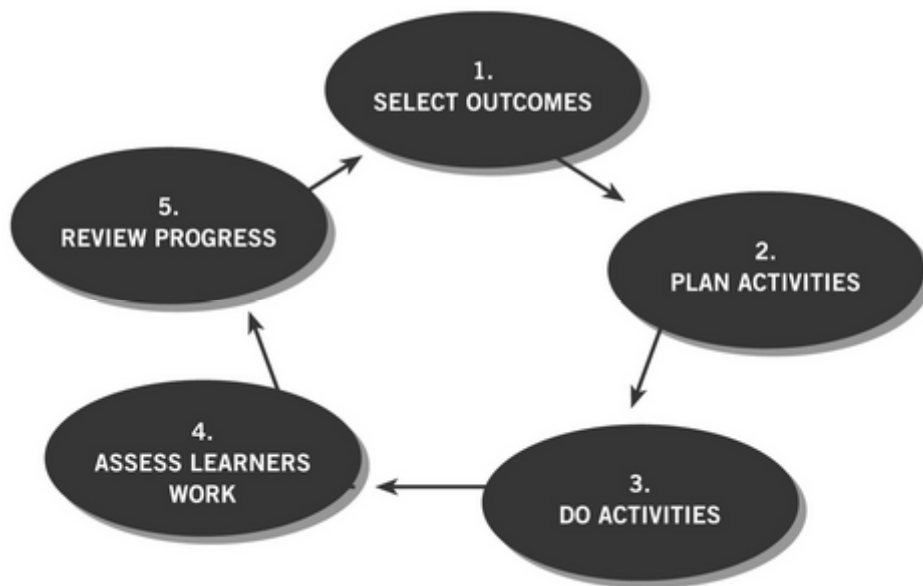 1.
SELECT OUTCOMES
2.
PLAN ACTIVITIES
3.
DO ACTIVITIES
4.
ASSESS LEARNERS
WORK
5.
REVIEW PROGRESS